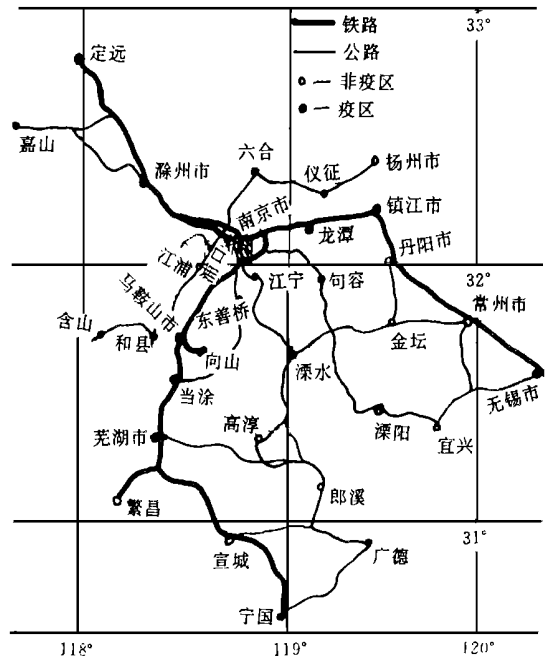 33°
铁路
公路
非疫区
疫区
定远
嘉山
滁州市
六合
仪征
扬州市
南京市
镇江市
龙潭
丹阳市
江浦
32°
江宁
句容
马鞍山市
东善桥
常州市
含山
和县
向山
金坛
溧水
无锡市
当涂
高淳
溧阳
宜兴
芜湖市
郎溪
繁昌
31°
宣城
广德
宁国
118°
119°
120°